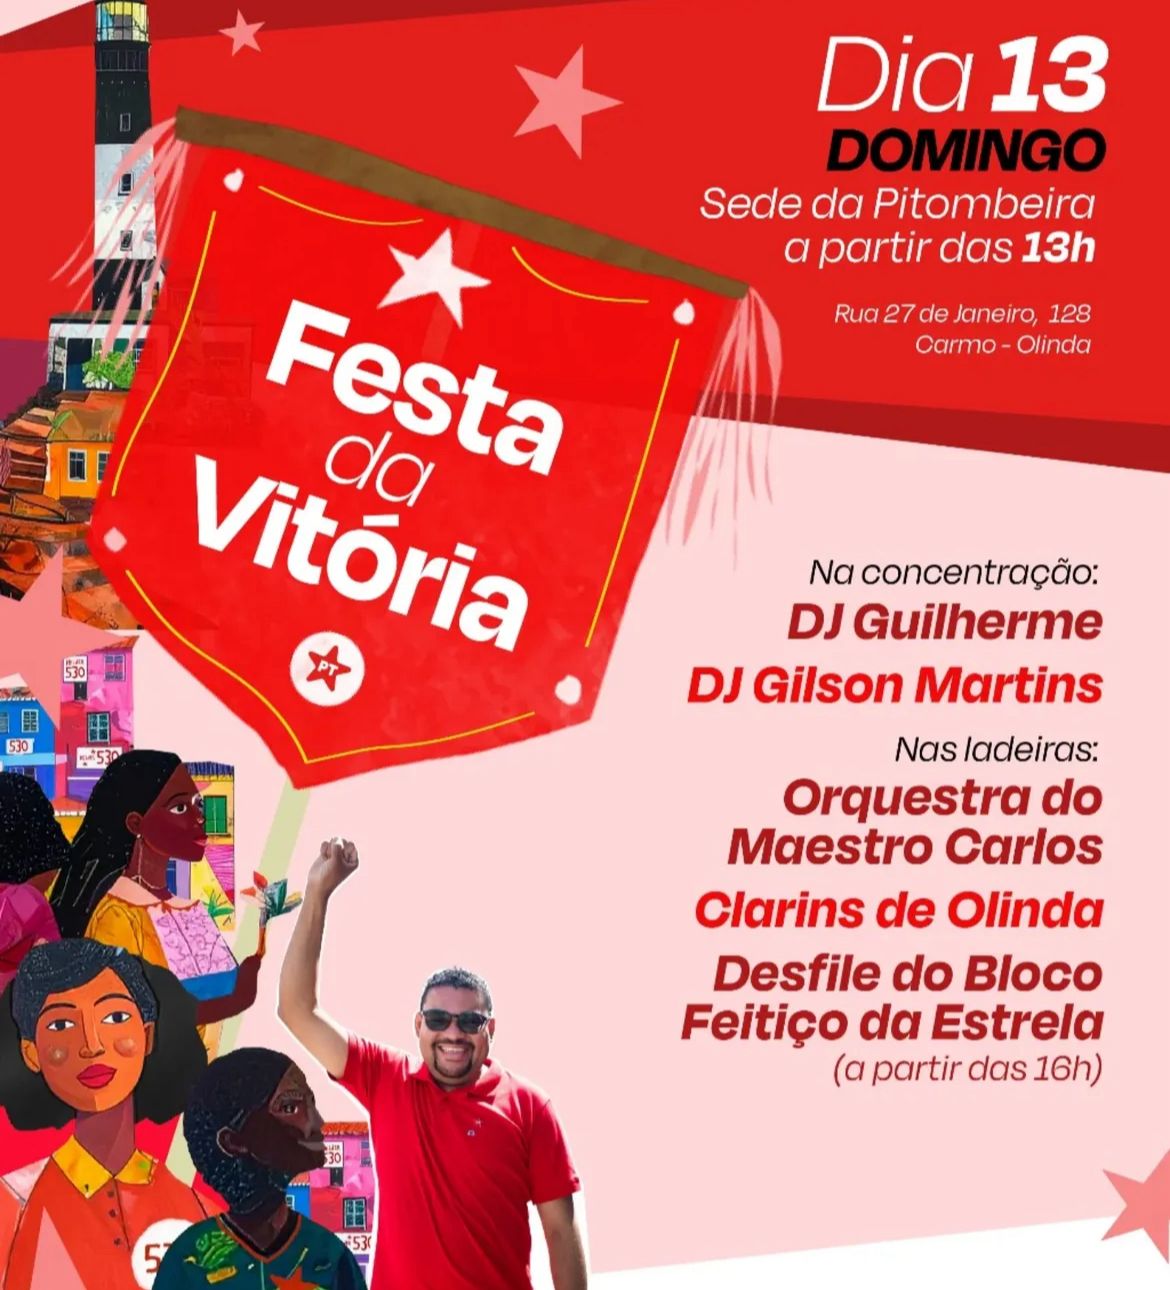 Dia 13
DOMINGO
Sede da Pitombeira
a partir das 13h
Rua 27 de Janeiro, 128
Carmo - Olinda
Festa
da
Vitória
PT
Na concentração:
DJ Guilherme
DJ Gilson Martins
Nas ladeiras:
Orquestra do
Maestro Carlos
Clarins de Olinda
Desfile do Bloco
Feitiço da Estrela
(a partir das 16h)
530
530
530
530
530